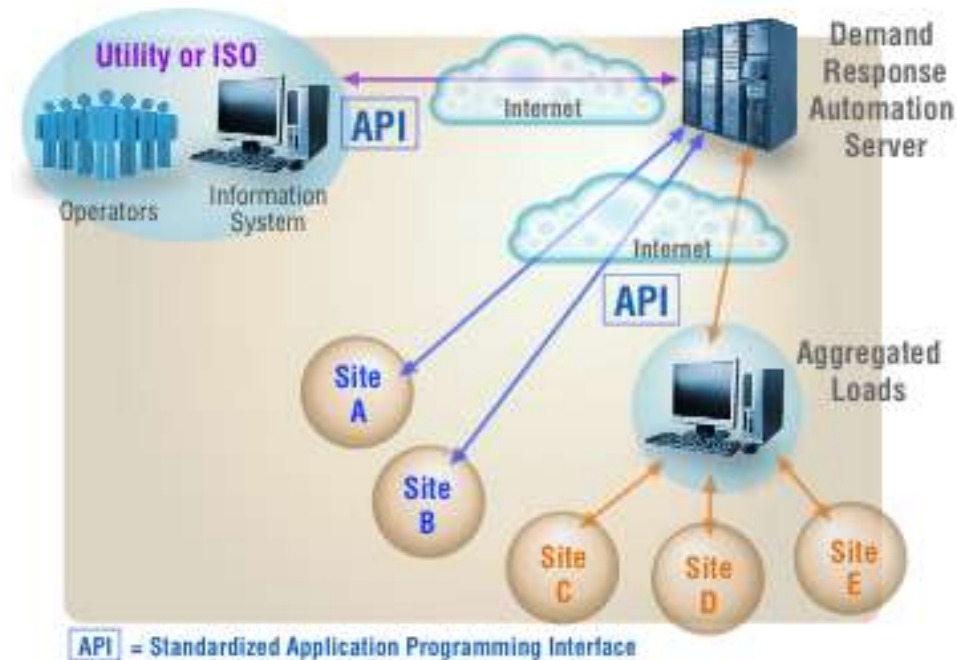 Utility or ISO
Operators
Information
System
API
Internet
Demand
Response
Automation
Server
Internet
API
Aggregated
Loads
Site
A
Site
B
Site
C
Site
D
Site
E
API = Standardized Application Programming Interface